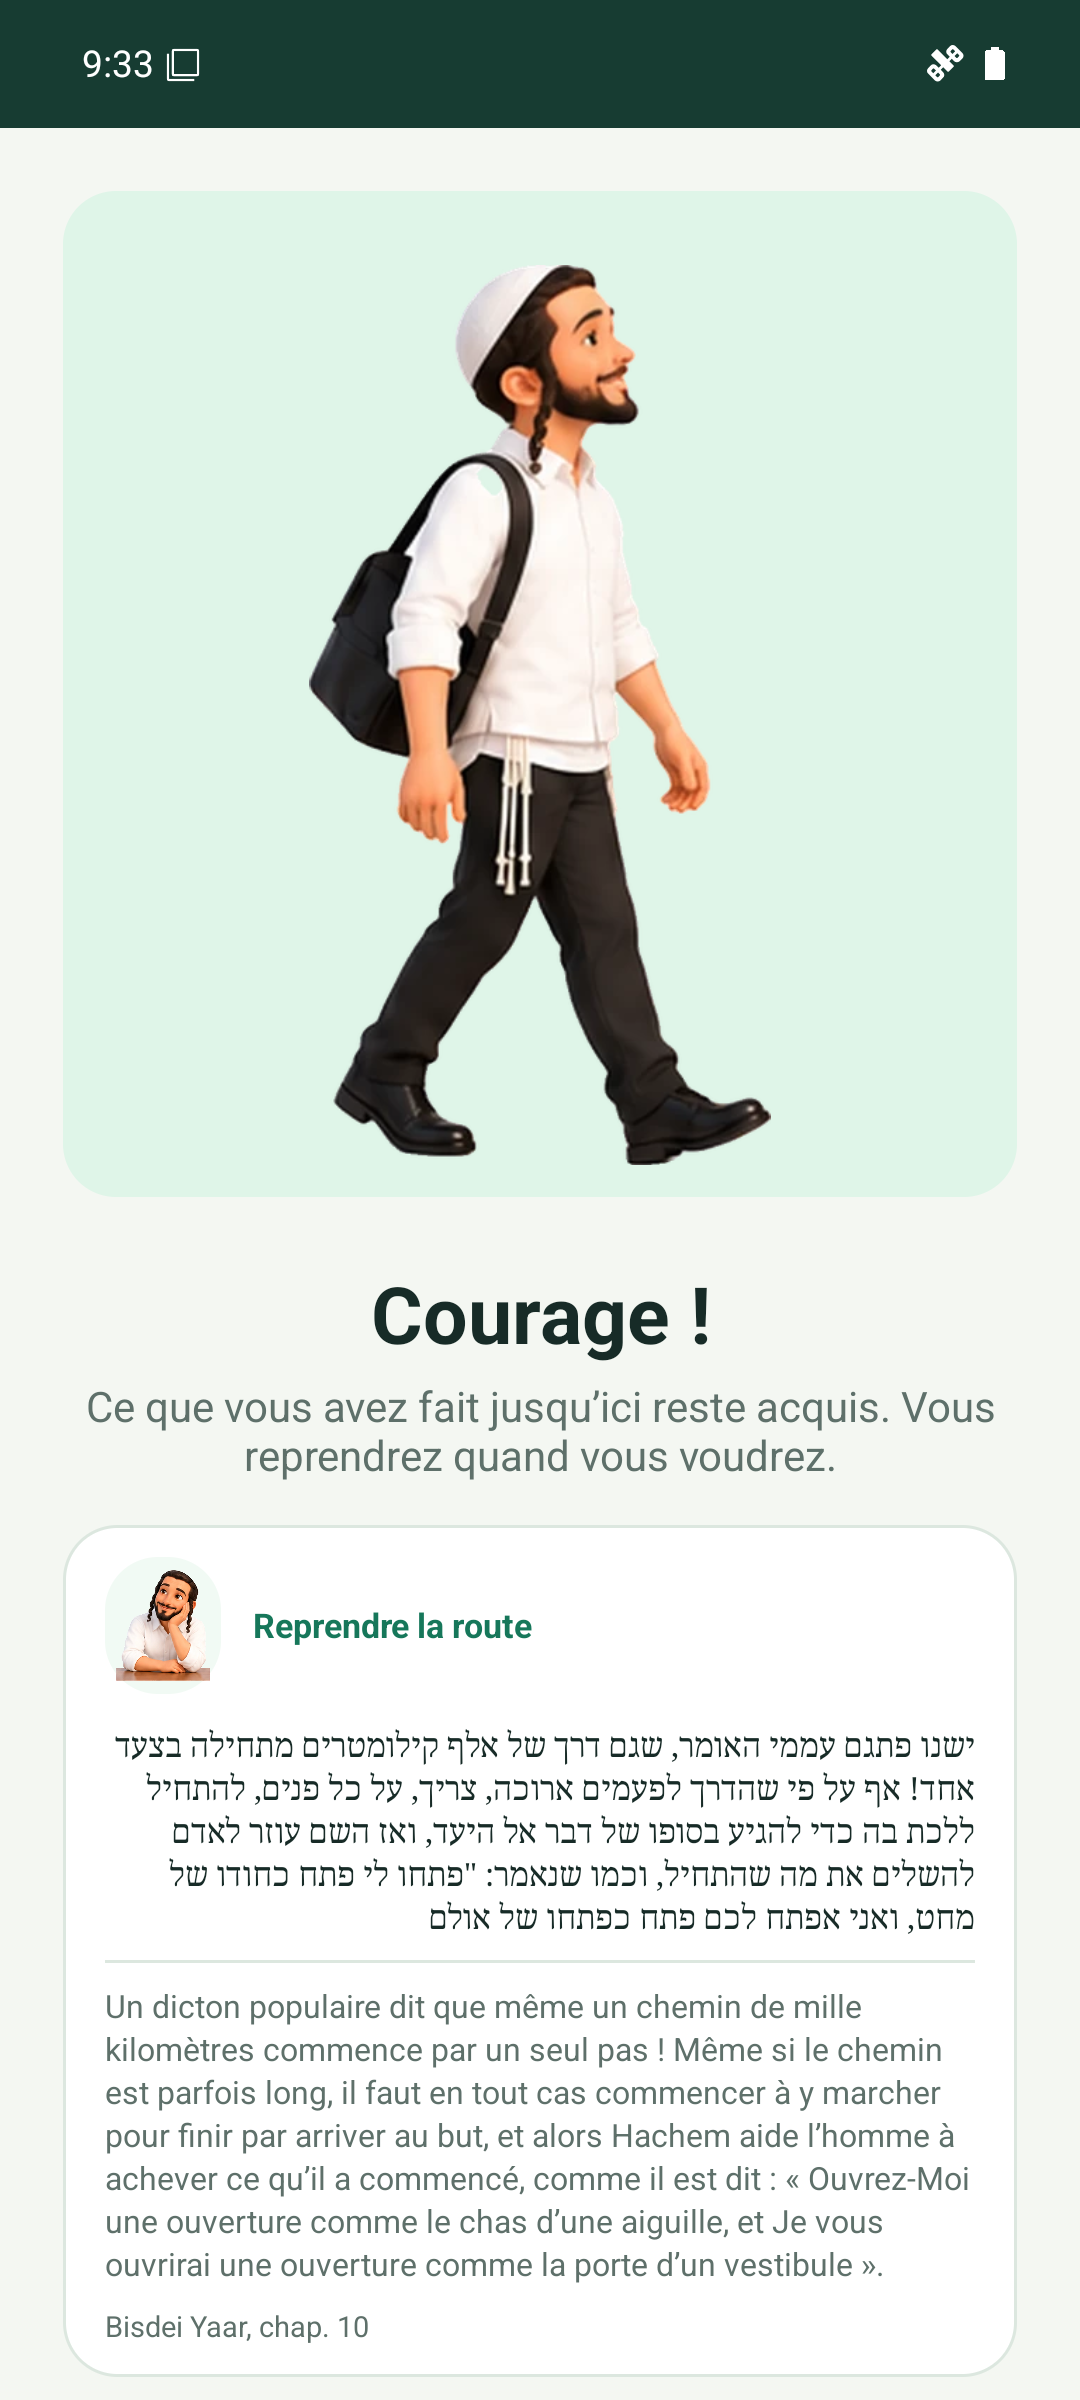 9:33
Courage !
Ce que vous avez fait jusqu’ici reste acquis. Vous
reprendrez quand vous voudrez.
Reprendre la route
ישנו פתגם עממי האומר, שגם דרך של אלף קילומטרים מתחילה בצעד
אחד! אף על פי שהדרך לפעמים ארוכה, צריך, על כל פנים, להתחיל
ללכת בה כדי להגיע בסופו של דבר אל היעד, ואז השם עוזר לאדם
להשלים את מה שהתחיל, וכמו שנאמר: "פתחו לי פתח כחודו של
מחט, ואני אפתח לכם פתח כפתחו של אולם
Un dicton populaire dit que même un chemin de mille
kilomètres commence par un seul pas ! Même si le chemin
est parfois long, il faut en tout cas commencer à y marcher
pour finir par arriver au but, et alors Hachem aide l’homme à
achever ce qu’il a commencé, comme il est dit : « Ouvrez-Moi
une ouverture comme le chas d’une aiguille, et Je vous
ouvrirai une ouverture comme la porte d’un vestibule ».
Bisdei Yaar, chap. 10